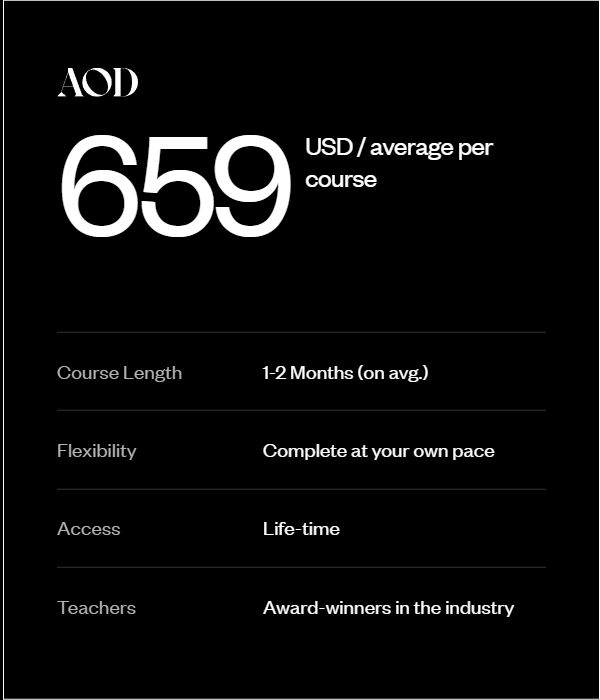 AOD
659
USD / average per
course
Course Length
1-2 Months (on avg.)
Flexibility
Complete at your own pace
Access
Life-time
Teachers
Award-winners in the industry